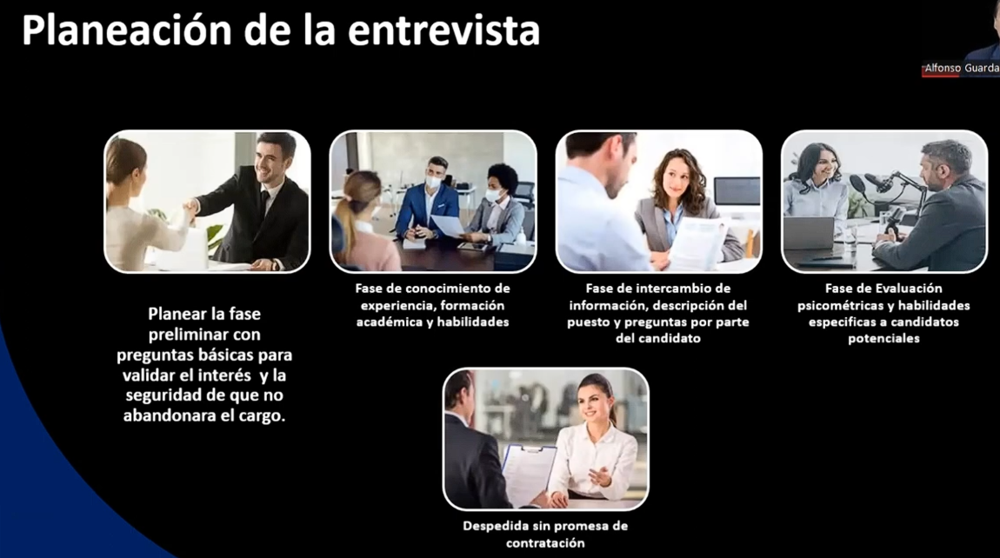 Planeación de la entrevista
Alfonso Guarda
Planear la fase
preliminar con
preguntas básicas para
validar el interés y la
seguridad de que no
abandonara el cargo.
Fase de conocimiento de
experiencia, formación
académica y habilidades
Fase de intercambio de
información, descripción del
puesto y preguntas por parte
del candidato
Fase de Evaluación
psicométricas y habilidades
especificas a candidatos
potenciales
Despedida sin promesa de
contratación